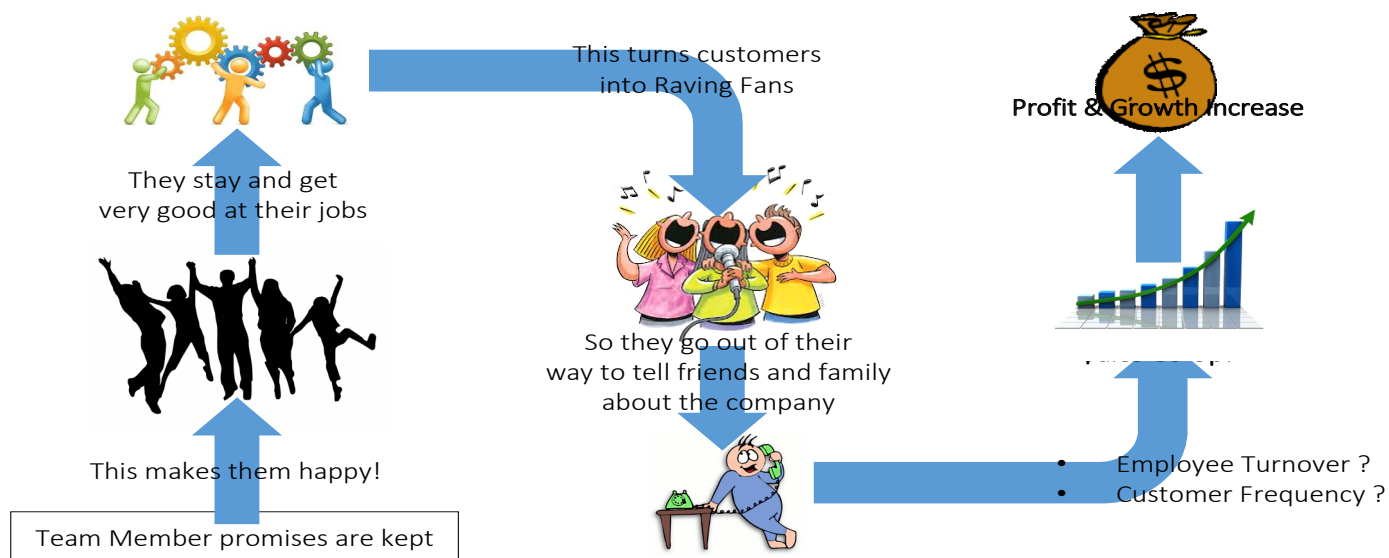 Team Member promises are kept
This makes them happy!
They stay and get
very good at their jobs
This turns customers
into Raving Fans
So they go out of their
way to tell friends and family
about the company
• Employee Turnover ?
• Customer Frequency ?
Profit & Growth Increase
$